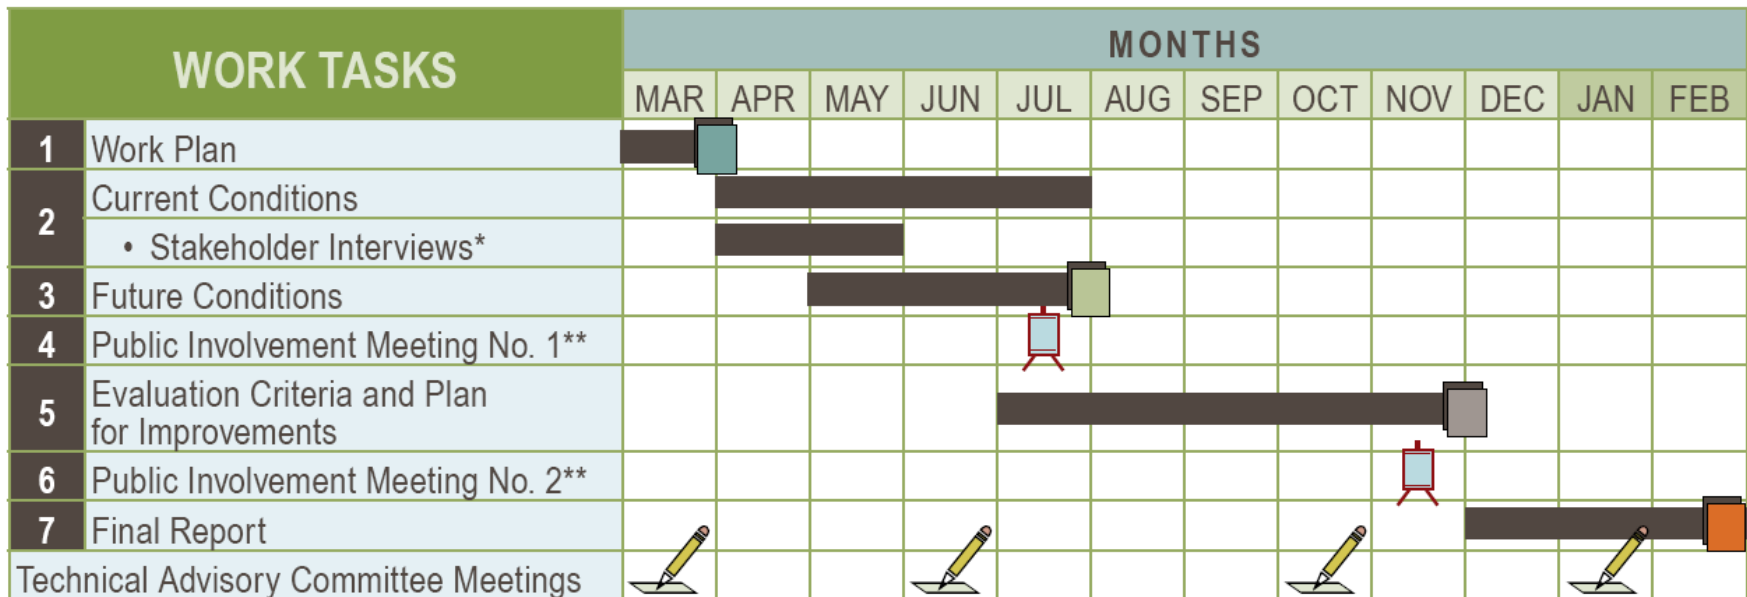 WORK TASKS
MONTHS
MAR APR MAY JUN JUL AUG SEP OCT NOV DEC JAN FEB
1 Work Plan
2 Current Conditions
• Stakeholder Interviews*
3 Future Conditions
4 Public Involvement Meeting No. 1**
5 Evaluation Criteria and Plan
for Improvements
6 Public Involvement Meeting No. 2**
7 Final Report
Technical Advisory Committee Meetings